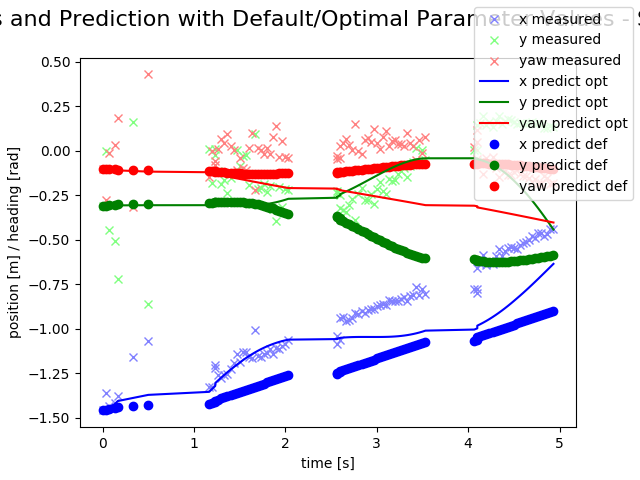 s and Prediction with Default/Optimal Parameter Values - S
x measured
y measured
yaw measured
x predict opt
y predict opt
yaw predict opt
x predict def
y predict def
yaw predict def
0.50
0.25
0.00
−0.25
−0.50
−0.75
−1.00
−1.25
−1.50
position [m] / heading [rad]
0 1 2 3 4 5
time [s]